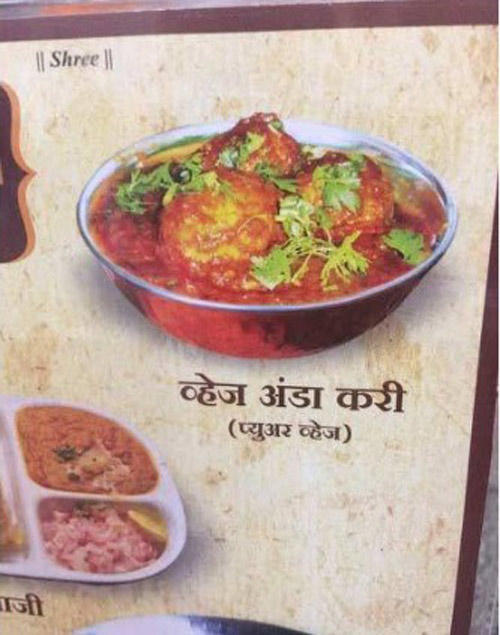 || Shree ||
व्हेज अंडा करी
(प्युअर व्हेज)